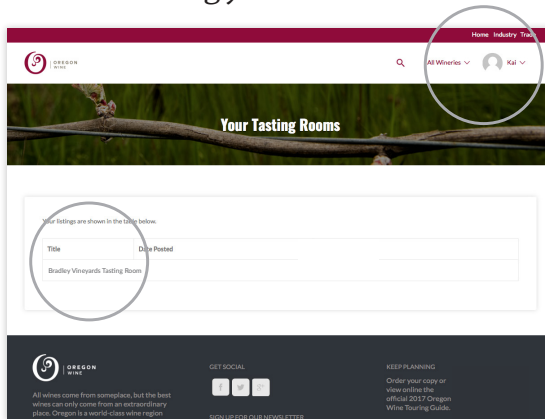 Home Industry Trade
OREGON
WINE
All Wineries
Kai
Your Tasting Rooms
Your listings are shown in the table below.
Title Date Posted
Bradley Vineyards Tasting Room
OREGON
WINE
All wines come from someplace, but the best
wines can only come from an extraordinary
place. Oregon is a world-class wine region
GET SOCIAL
SIGN UP FOR OUR NEWSLETTER
KEEP PLANNING
Order your copy or
view online the
official 2017 Oregon
Wine Touring Guide.